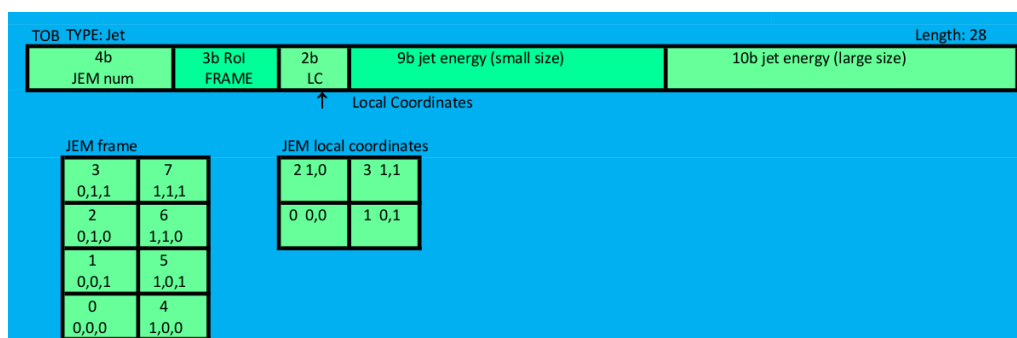 TOB TYPE: Jet Length: 28
4b 3b RoI 2b 9b jet energy (small size) 10b jet energy (large size)
JEM num FRAME LC
↑ Local Coordinates
JEM frame JEM local coordinates
3 7 2 1,0 3 1,1
0,1,1 1,1,1
2 6 0 0,0 1 0,1
0,1,0 1,1,0
1 5
0,0,1 1,0,1
0 4
0,0,0 1,0,0